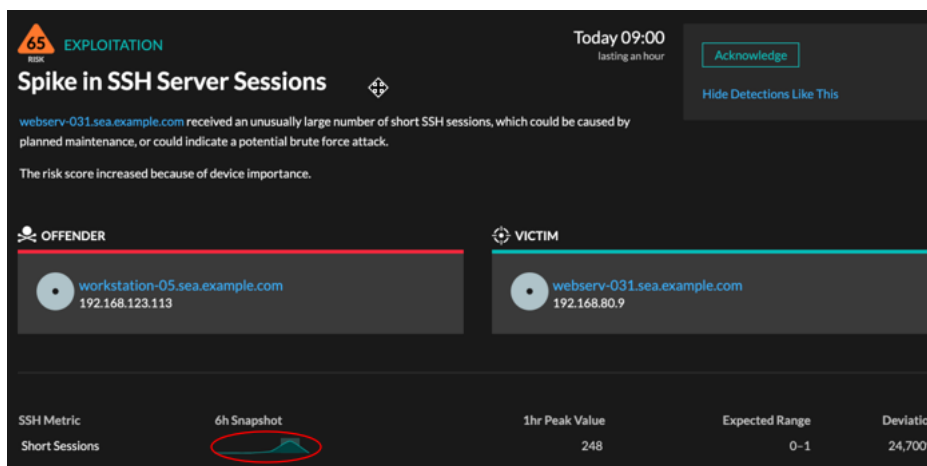 65
RISK
EXPLOITATION
Spike in SSH Server Sessions
Today 09:00
lasting an hour
Acknowledge
Hide Detections Like This
webserv-031.sea.example.com received an unusually large number of short SSH sessions, which could be caused by
planned maintenance, or could indicate a potential brute force attack.
The risk score increased because of device importance.
OFFENDER
workstation-05.sea.example.com
192.168.123.113
VICTIM
webserv-031.sea.example.com
192.168.80.9
SSH Metric 6h Snapshot 1hr Peak Value Expected Range Deviatio
Short Sessions 248 0–1 24,700